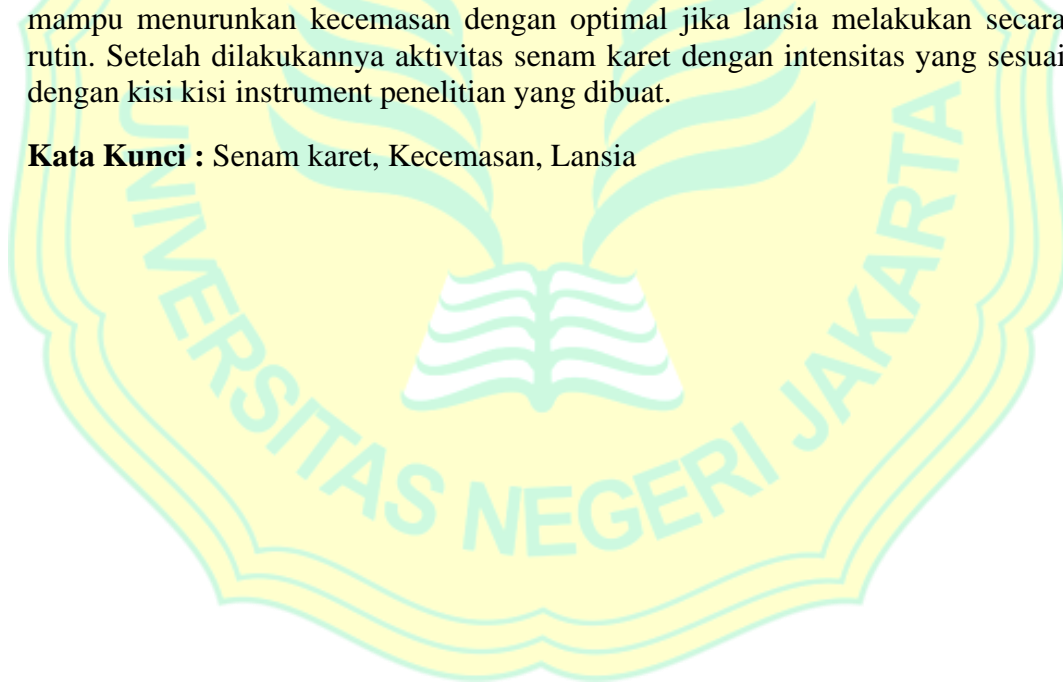 mampu menurunkan kecemasan dengan optimal jika lansia melakukan secara
rutin. Setelah dilakukannya aktivitas senam karet dengan intensitas yang sesuai
dengan kisi kisi instrument penelitian yang dibuat.
Kata Kunci : Senam karet, Kecemasan, Lansia
UNIVERSITAS NEGERI JAKARTA